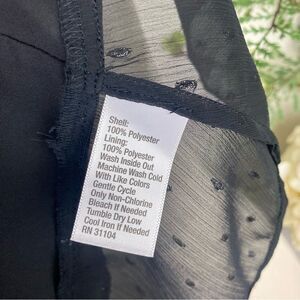 Shell:
100% Polyester
Lining:
100% Polyester
Wash Inside Out
Machine Wash Cold
With Like Colors
Gentle Cycle
Only Non-Chlorine
Bleach If Needed
Tumble Dry Low
Cool Iron If Needed
RN 31104